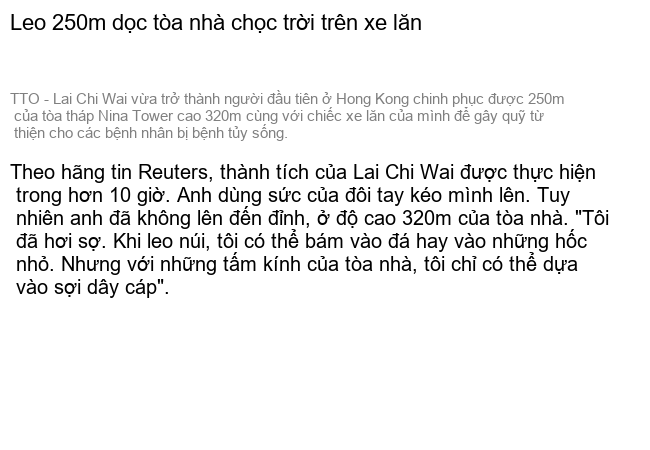 Leo 250m dọc tòa nhà chọc trời trên xe lăn
TTO - Lai Chi Wai vừa trở thành người đầu tiên ở Hong Kong chinh phục được 250m
của tòa tháp Nina Tower cao 320m cùng với chiếc xe lăn của mình để gây quỹ từ
thiện cho các bệnh nhân bị bệnh tủy sống.
Theo hãng tin Reuters, thành tích của Lai Chi Wai được thực hiện
trong hơn 10 giờ. Anh dùng sức của đôi tay kéo mình lên. Tuy
nhiên anh đã không lên đến đỉnh, ở độ cao 320m của tòa nhà. "Tôi
đã hơi sợ. Khi leo núi, tôi có thể bám vào đá hay vào những hốc
nhỏ. Nhưng với những tấm kính của tòa nhà, tôi chỉ có thể dựa
vào sợi dây cáp".